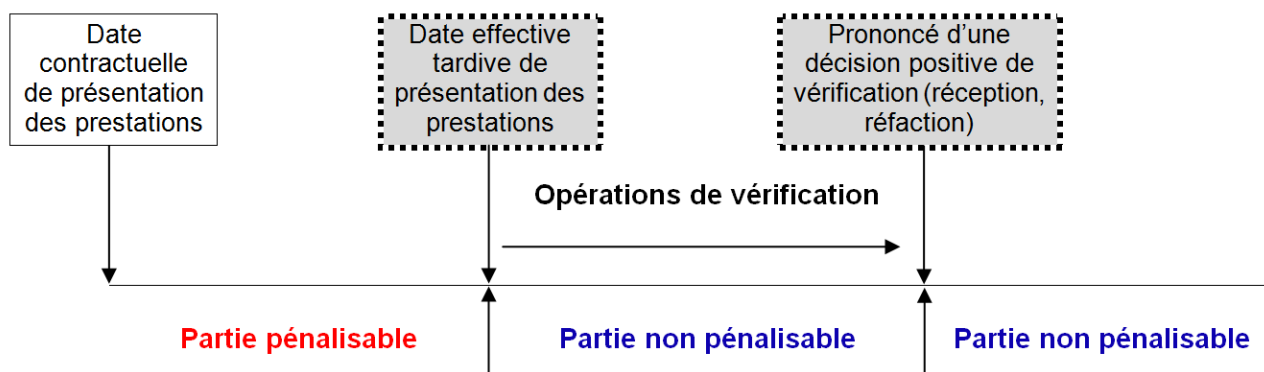 Date
contractuelle
de présentation
des prestations
Date effective
tardive de
présentation des
prestations
Prononcé d'une
décision positive de
vérification (réception,
réfaction)
Opérations de vérification
Partie pénalisable
Partie non pénalisable
Partie non pénalisable